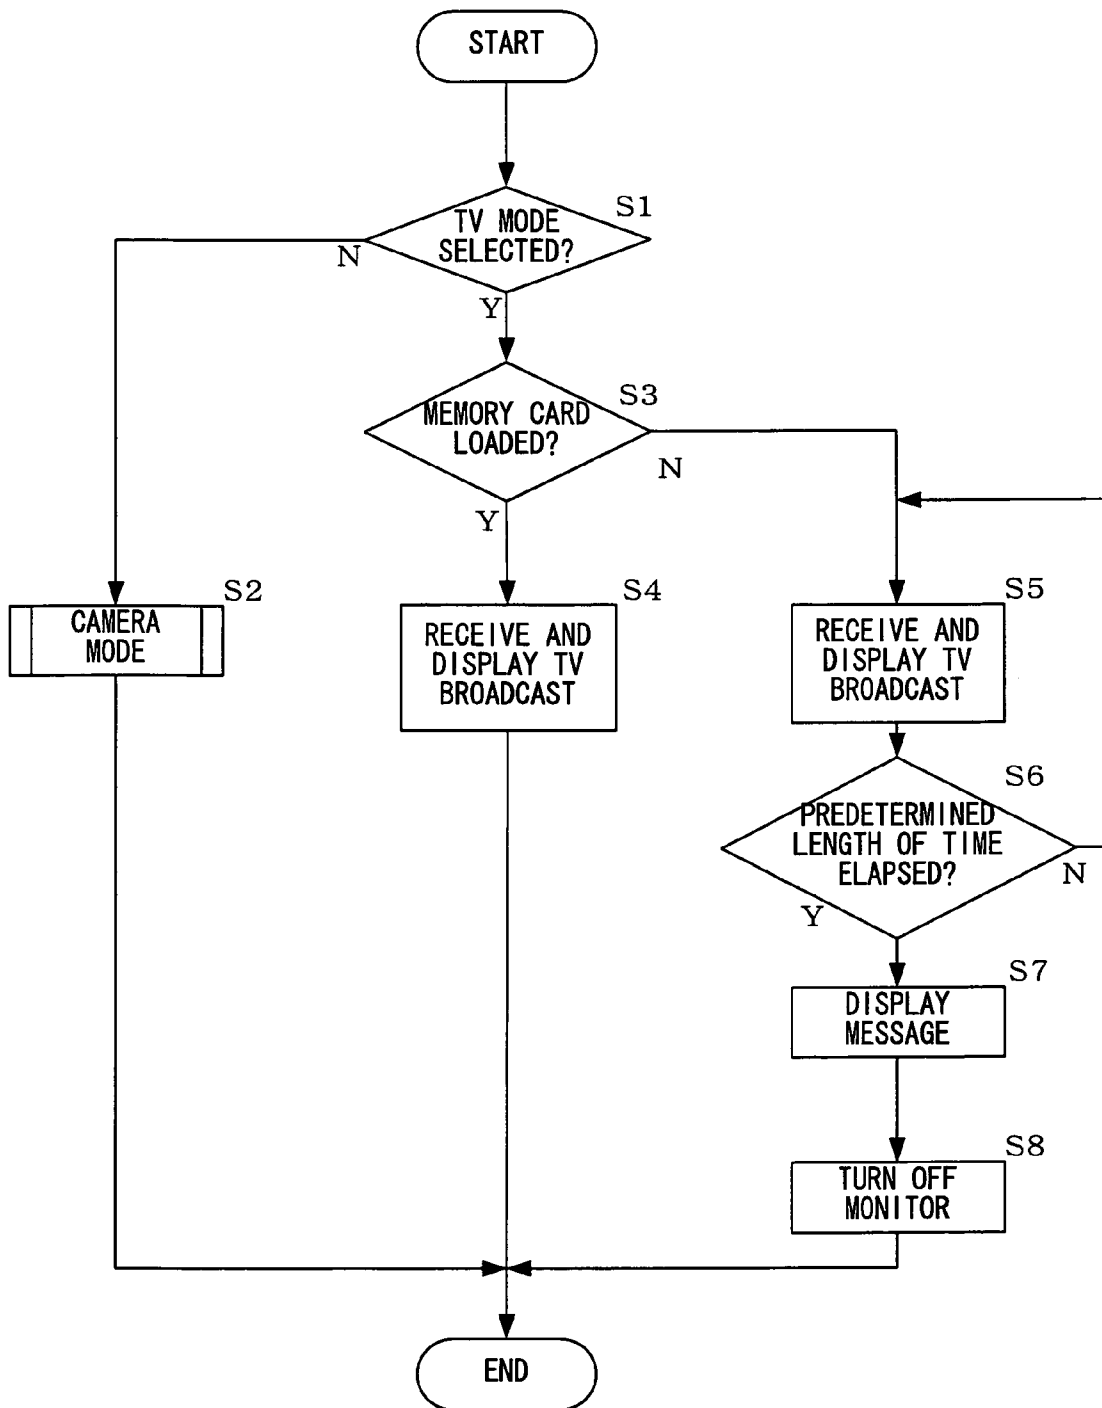 START
S1
TV MODE
SELECTED?
N
Y
S3
MEMORY CARD
LOADED?
N
Y
S2
CAMERA
MODE
S4
RECEIVE AND
DISPLAY TV
BROADCAST
S5
RECEIVE AND
DISPLAY TV
BROADCAST
S6
PREDETERMINED
LENGTH OF TIME
ELAPSED?
N
Y
S7
DISPLAY
MESSAGE
S8
TURN OFF
MONITOR
END